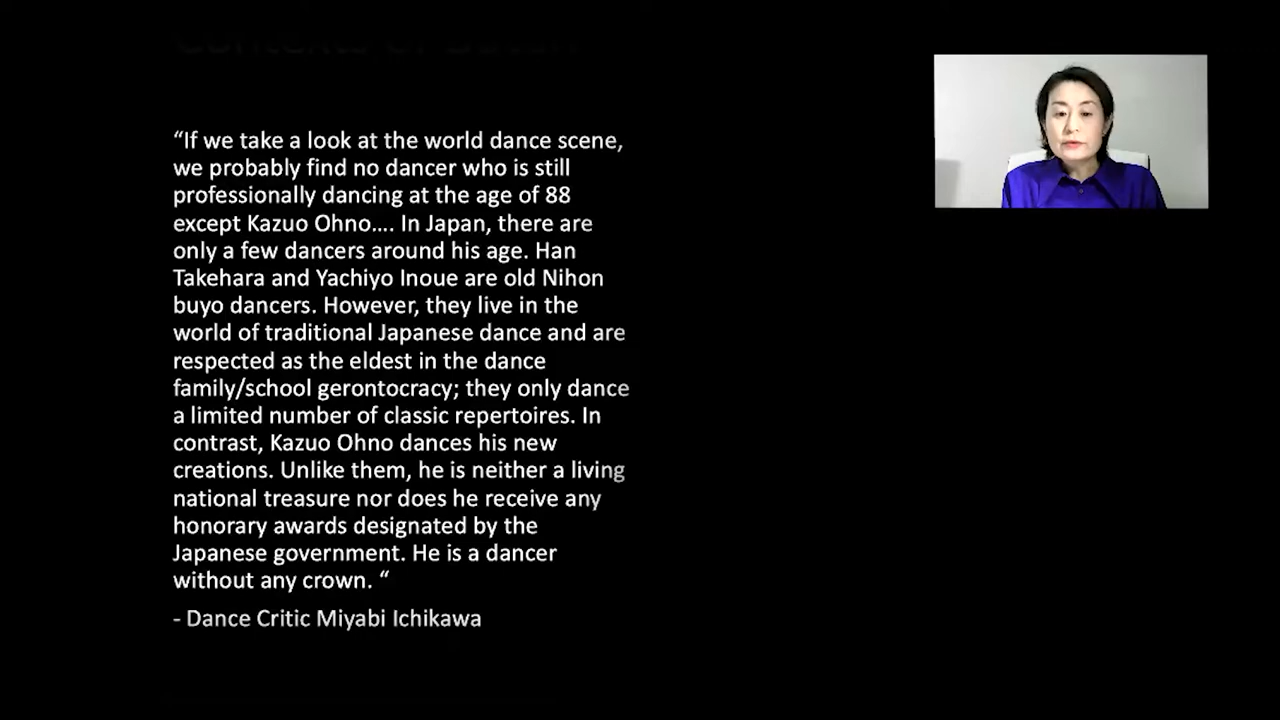 “If we take a look at the world dance scene,
we probably find no dancer who is still
professionally dancing at the age of 88
except Kazuo Ohno…. In Japan, there are
only a few dancers around his age. Han
Takehara and Yachiyo Inoue are old Nihon
buyo dancers. However, they live in the
world of traditional Japanese dance and are
respected as the eldest in the dance
family/school gerontocracy; they only dance
a limited number of classic repertoires. In
contrast, Kazuo Ohno dances his new
creations. Unlike them, he is neither a living
national treasure nor does he receive any
honorary awards designated by the
Japanese government. He is a dancer
without any crown. “
- Dance Critic Miyabi Ichikawa